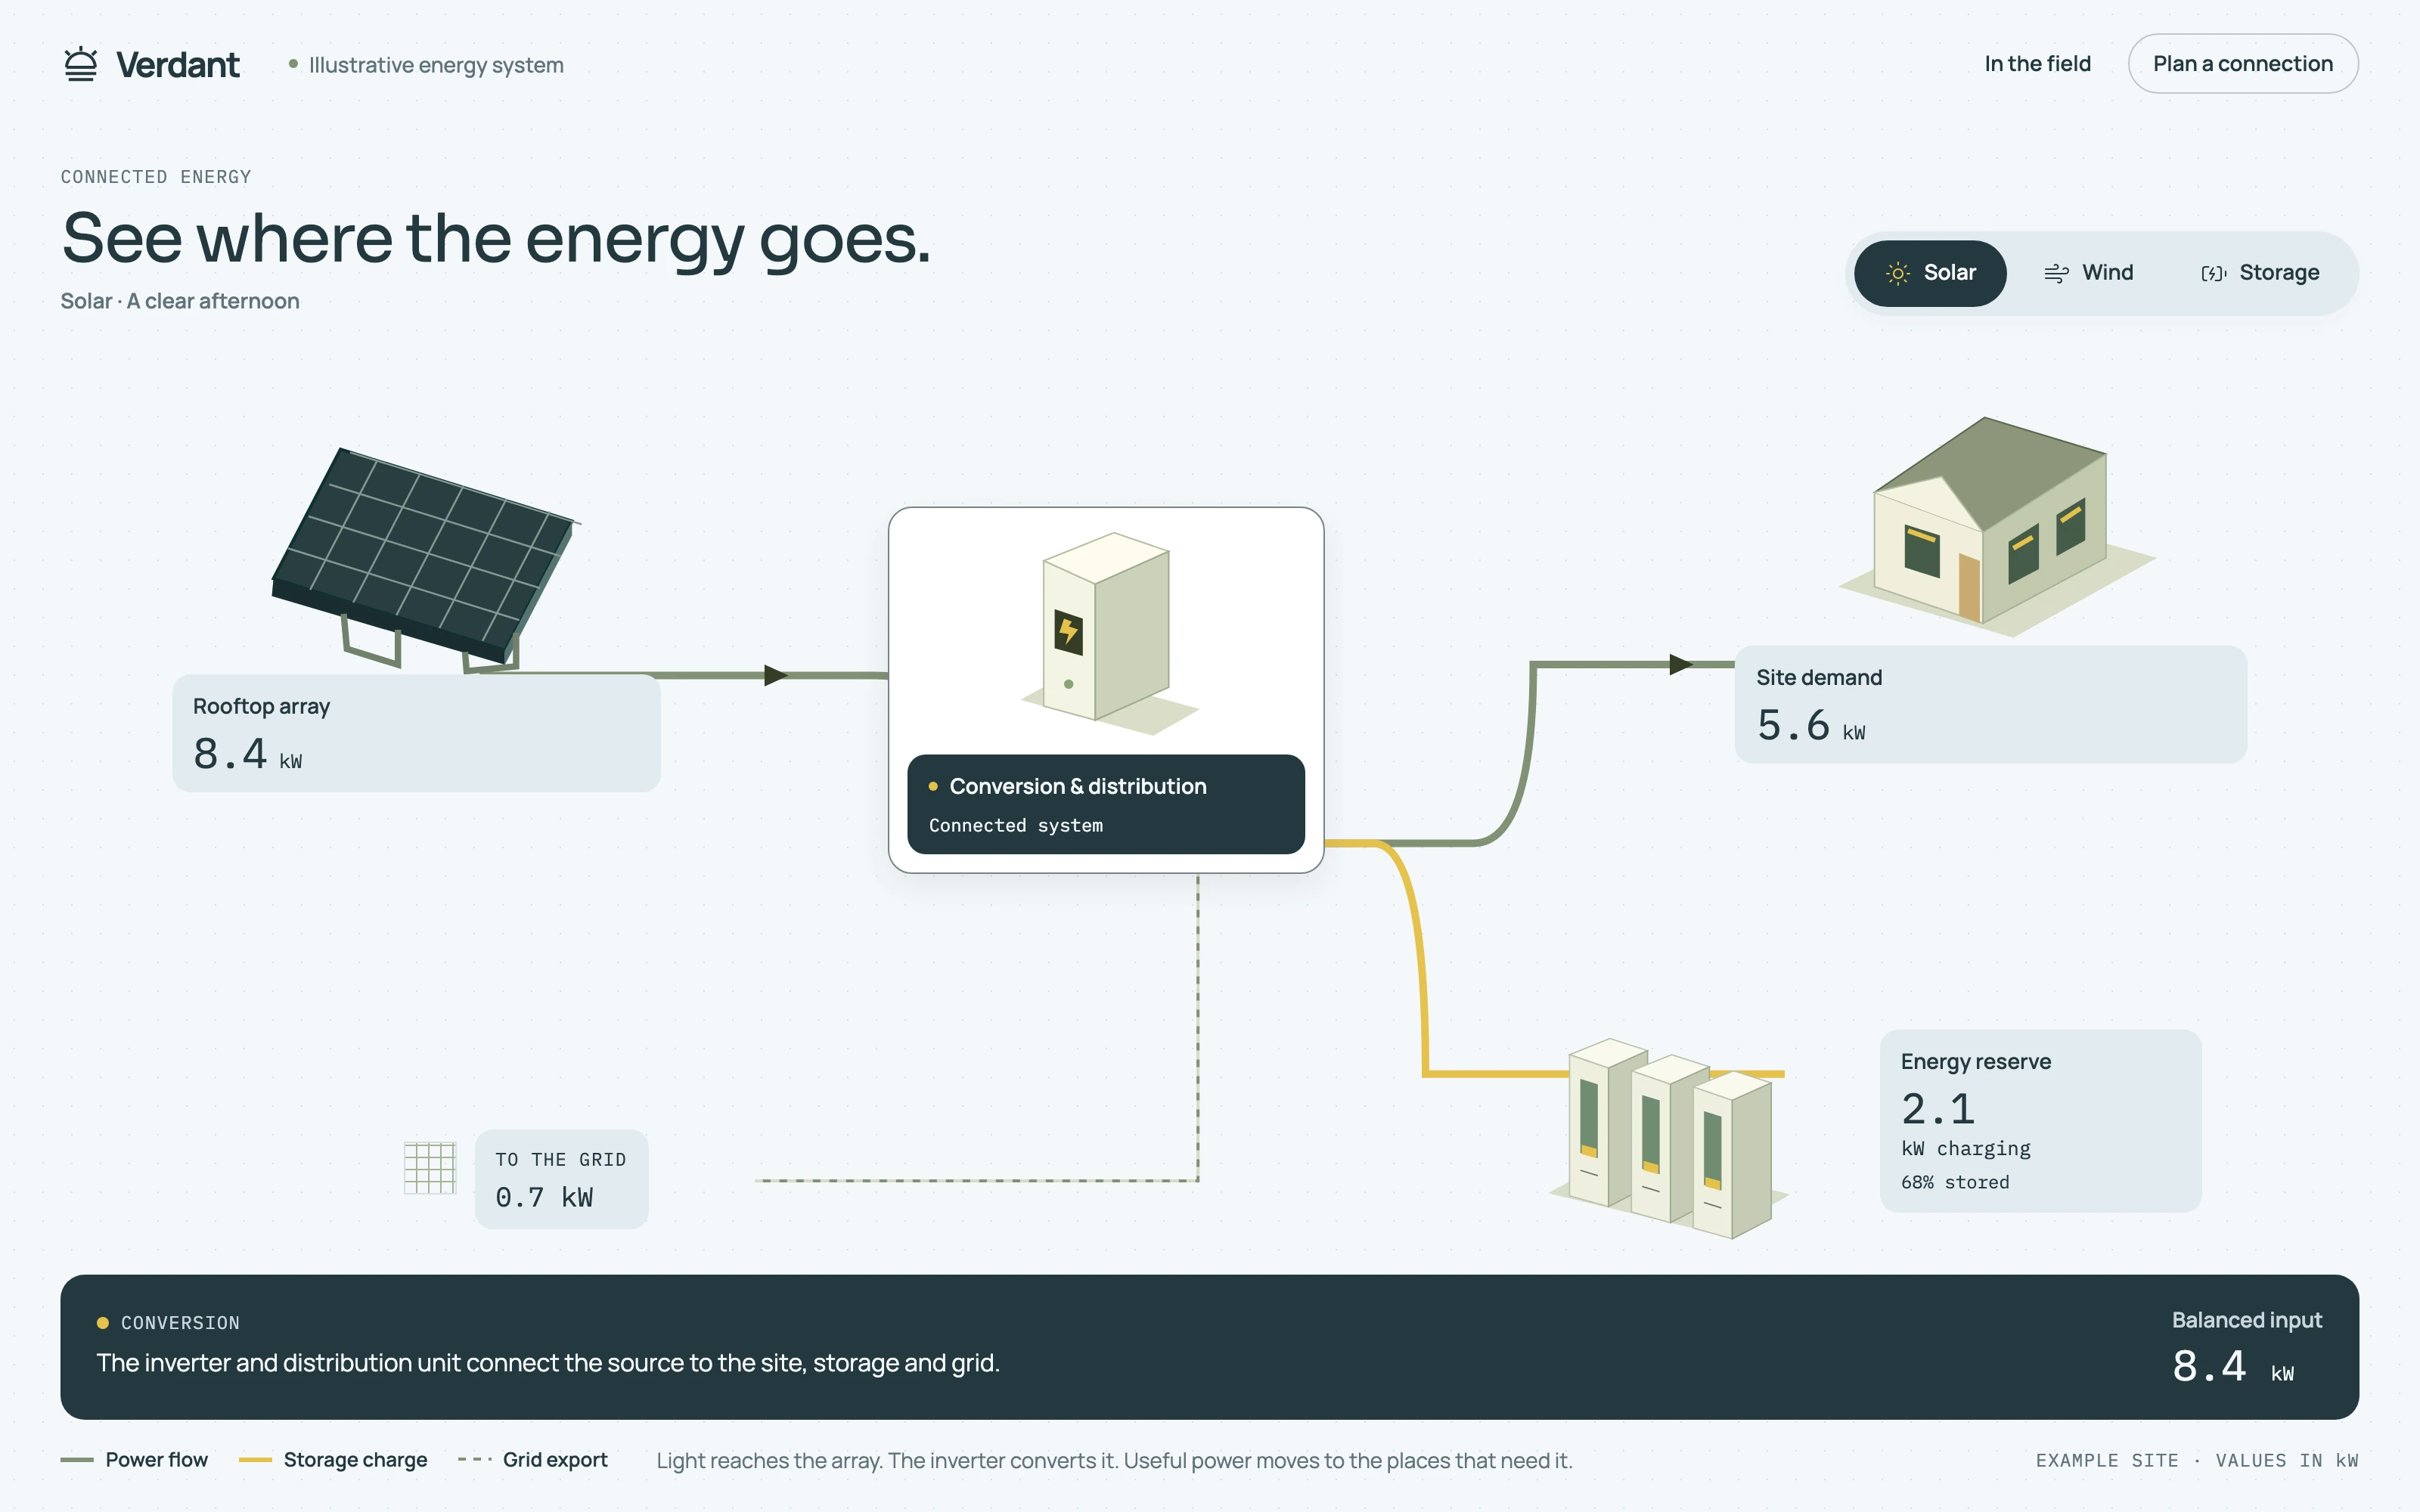 Verdant
Illustrative energy system
In the field
Plan a connection
CONNECTED ENERGY
See where the energy goes.
Solar · A clear afternoon
Solar
Wind
Storage
Rooftop array
8.4 kW
Conversion & distribution
Connected system
Site demand
5.6 kW
TO THE GRID
0.7 kW
Energy reserve
2.1
kW charging
68% stored
CONVERSION
The inverter and distribution unit connect the source to the site, storage and grid.
Balanced input
8.4 kW
Power flow
Storage charge
Grid export
Light reaches the array. The inverter converts it. Useful power moves to the places that need it.
EXAMPLE SITE · VALUES IN kW